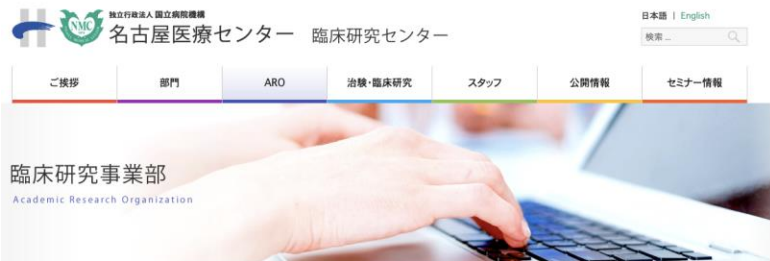 独立行政法人 国立病院機構
NMC
名古屋医療センター 臨床研究センター
日本語 | English
検索 ...
ご挨拶 部門 ARO 治験・臨床研究 スタッフ 公開情報 セミナー情報
臨床研究事業部
Academic Research Organization